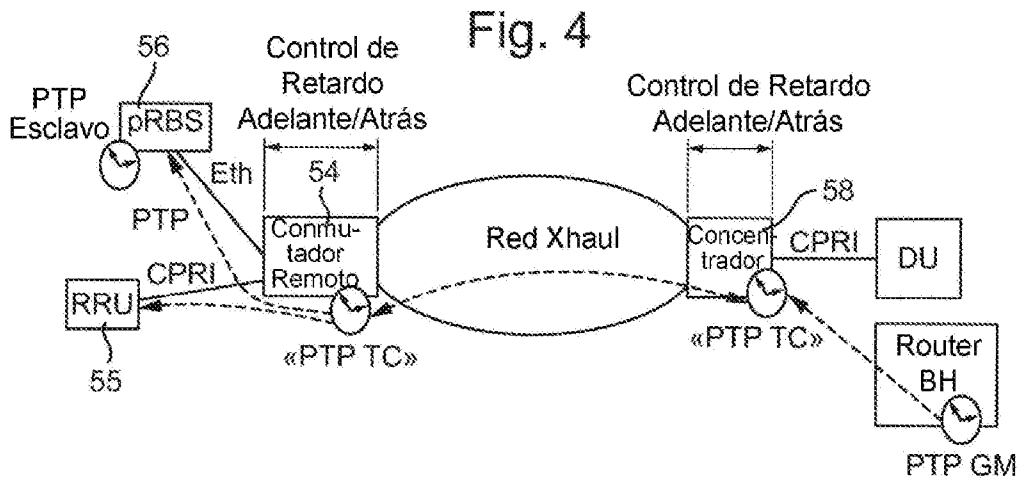 Fig. 4
56
PTP
Esclavo
pRBS
Control de
Retardo
Adelante/Atrás
Control de Retardo
Adelante/Atrás
Eth
54
58
PTP
Conmu-
tador
Remoto
Red Xhaul
Concen-
trador
CPRI
DU
CPRI
RRU
«PTP TC»
«PTP TC»
55
Router
BH
PTP GM